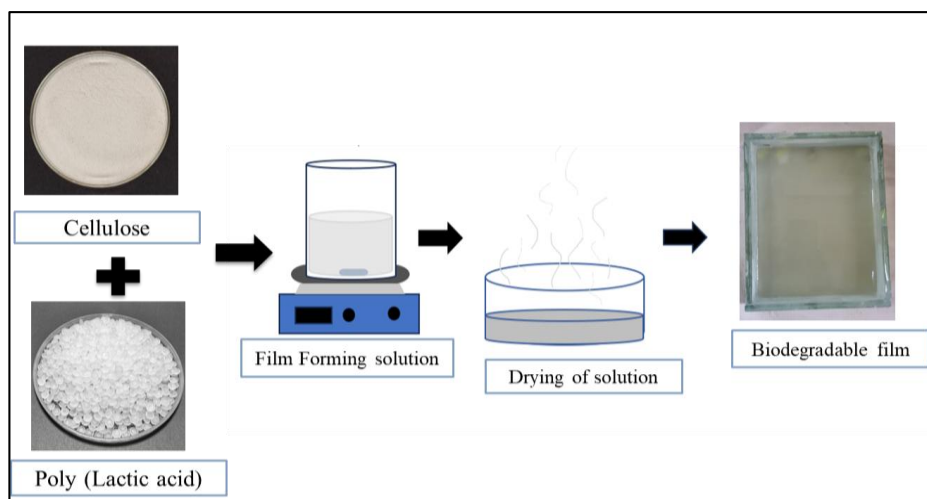 Cellulose
Poly (Lactic acid)
Film Forming solution
Drying of solution
Biodegradable film